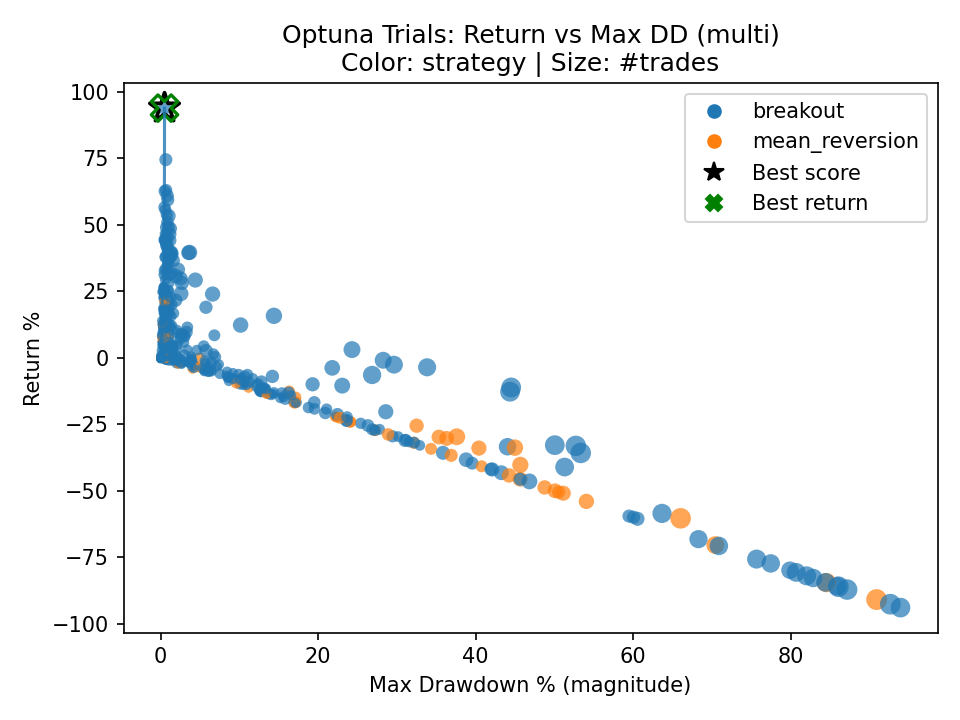 Optuna Trials: Return vs Max DD (multi)
Color: strategy | Size: #trades
100
75
50
25
0
−25
−50
−75
−100
Return %
breakout
mean_reversion
Best score
Best return
0
20
40
60
80
Max Drawdown % (magnitude)